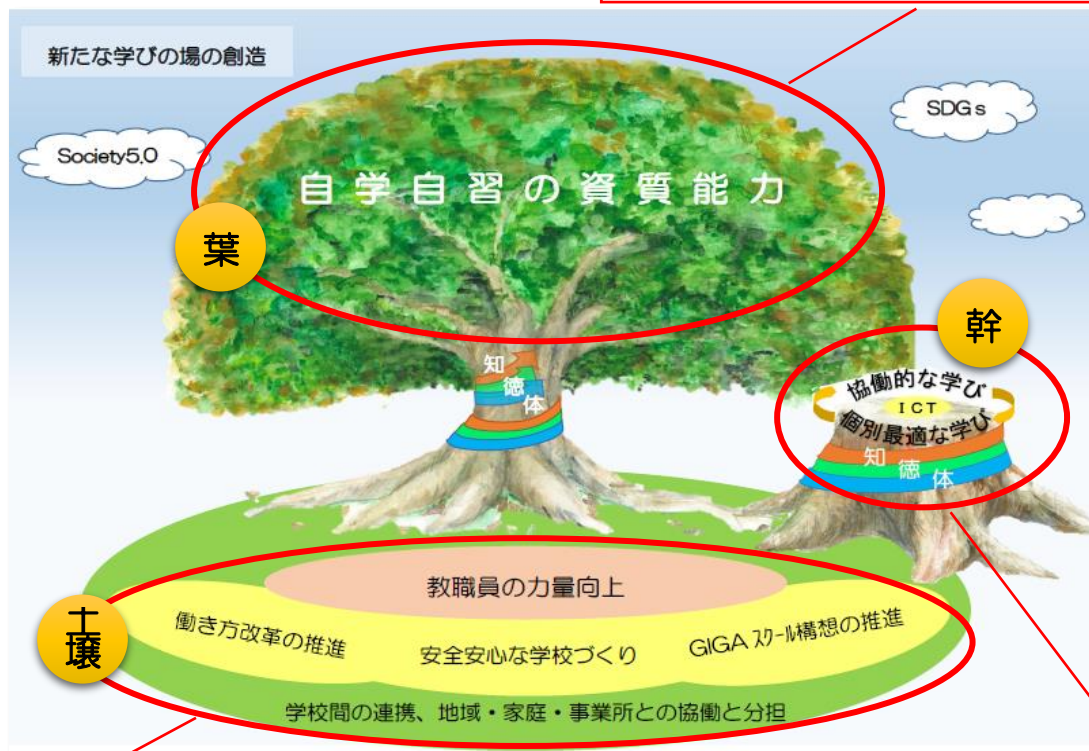 新たな学びの場の創造
SDGs
Society5.0
自学自習の資質能力
葉
幹
知
徳
体
協働的な学び
ICT
個別最適な学び
知
徳
体
土壌
教職員の力量向上
働き方改革の推進
安全安心な学校づくり
GIGAスクール構想の推進
学校間の連携、地域・家庭・事業所との協働と分担